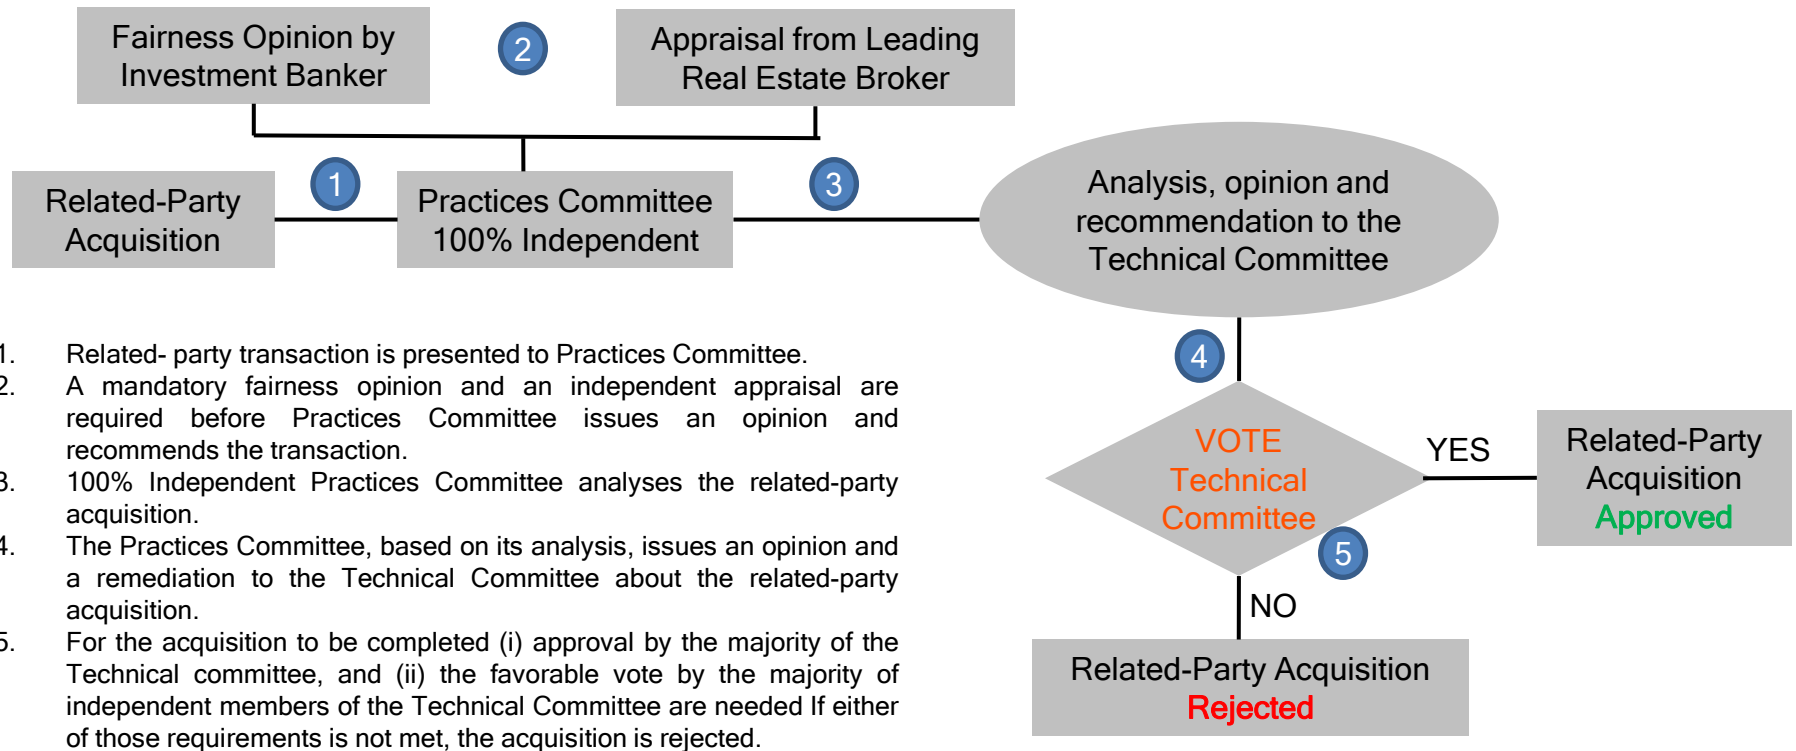 Fairness Opinion by
Investment Banker
2
Appraisal from Leading
Real Estate Broker
Related-Party
Acquisition
1
Practices Committee
100% Independent
3
Analysis, opinion and
recommendation to the
Technical Committee
4
VOTE
Technical
Committee
5
YES
Related-Party
Acquisition
Approved
NO
Related-Party Acquisition
Rejected
1. Related- party transaction is presented to Practices Committee.
2. A mandatory fairness opinion and an independent appraisal are
required before Practices Committee issues an opinion and
recommends the transaction.
3. 100% Independent Practices Committee analyses the related-party
acquisition.
4. The Practices Committee, based on its analysis, issues an opinion and
a remediation to the Technical Committee about the related-party
acquisition.
5. For the acquisition to be completed (i) approval by the majority of the
Technical committee, and (ii) the favorable vote by the majority of
independent members of the Technical Committee are needed If either
of those requirements is not met, the acquisition is rejected.